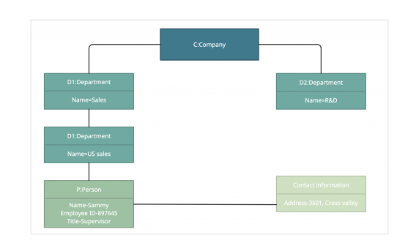 C:Company
D1:Department
Name=Sales
D2:Department
Name=R&D
D1:Department
Name=US sales
P:Person
Name-Sammy
Employee ID-897645
Title-Supervisor
Contact Information
Address 3501, Cross valley